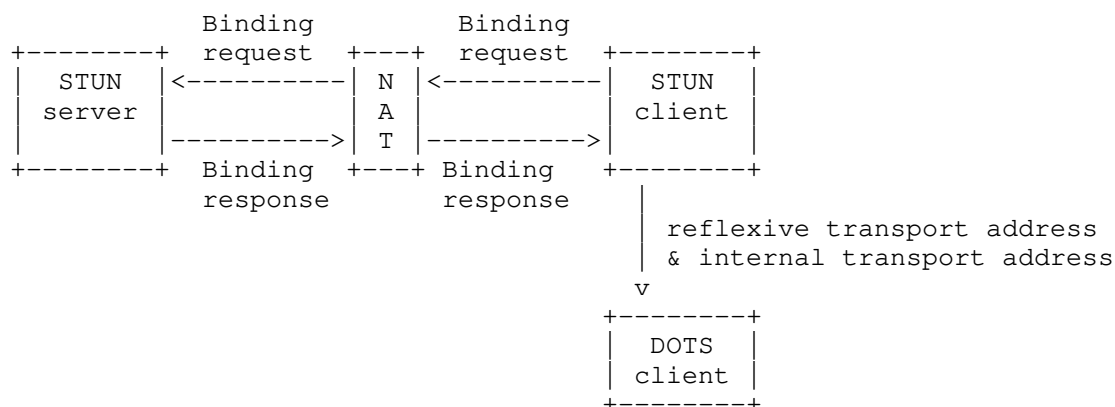 Binding         Binding
+--------+  request  +---+  request  +--------+
|  STUN  |<----------| N |<----------|  STUN  |
| server |           | A |           | client |
|        |---------->| T |---------->|        |
+--------+  Binding  +---+ Binding   +--------+
            response        response     |
                                         | reflexive transport address
                                         | & internal transport address
                                         v
                                     +--------+
                                     |  DOTS  |
                                     | client |
                                     +--------+